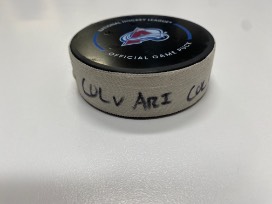 NATIONAL HOCKEY LEAGUE
OFFICIAL GAME PUCK
COL v ARI COL